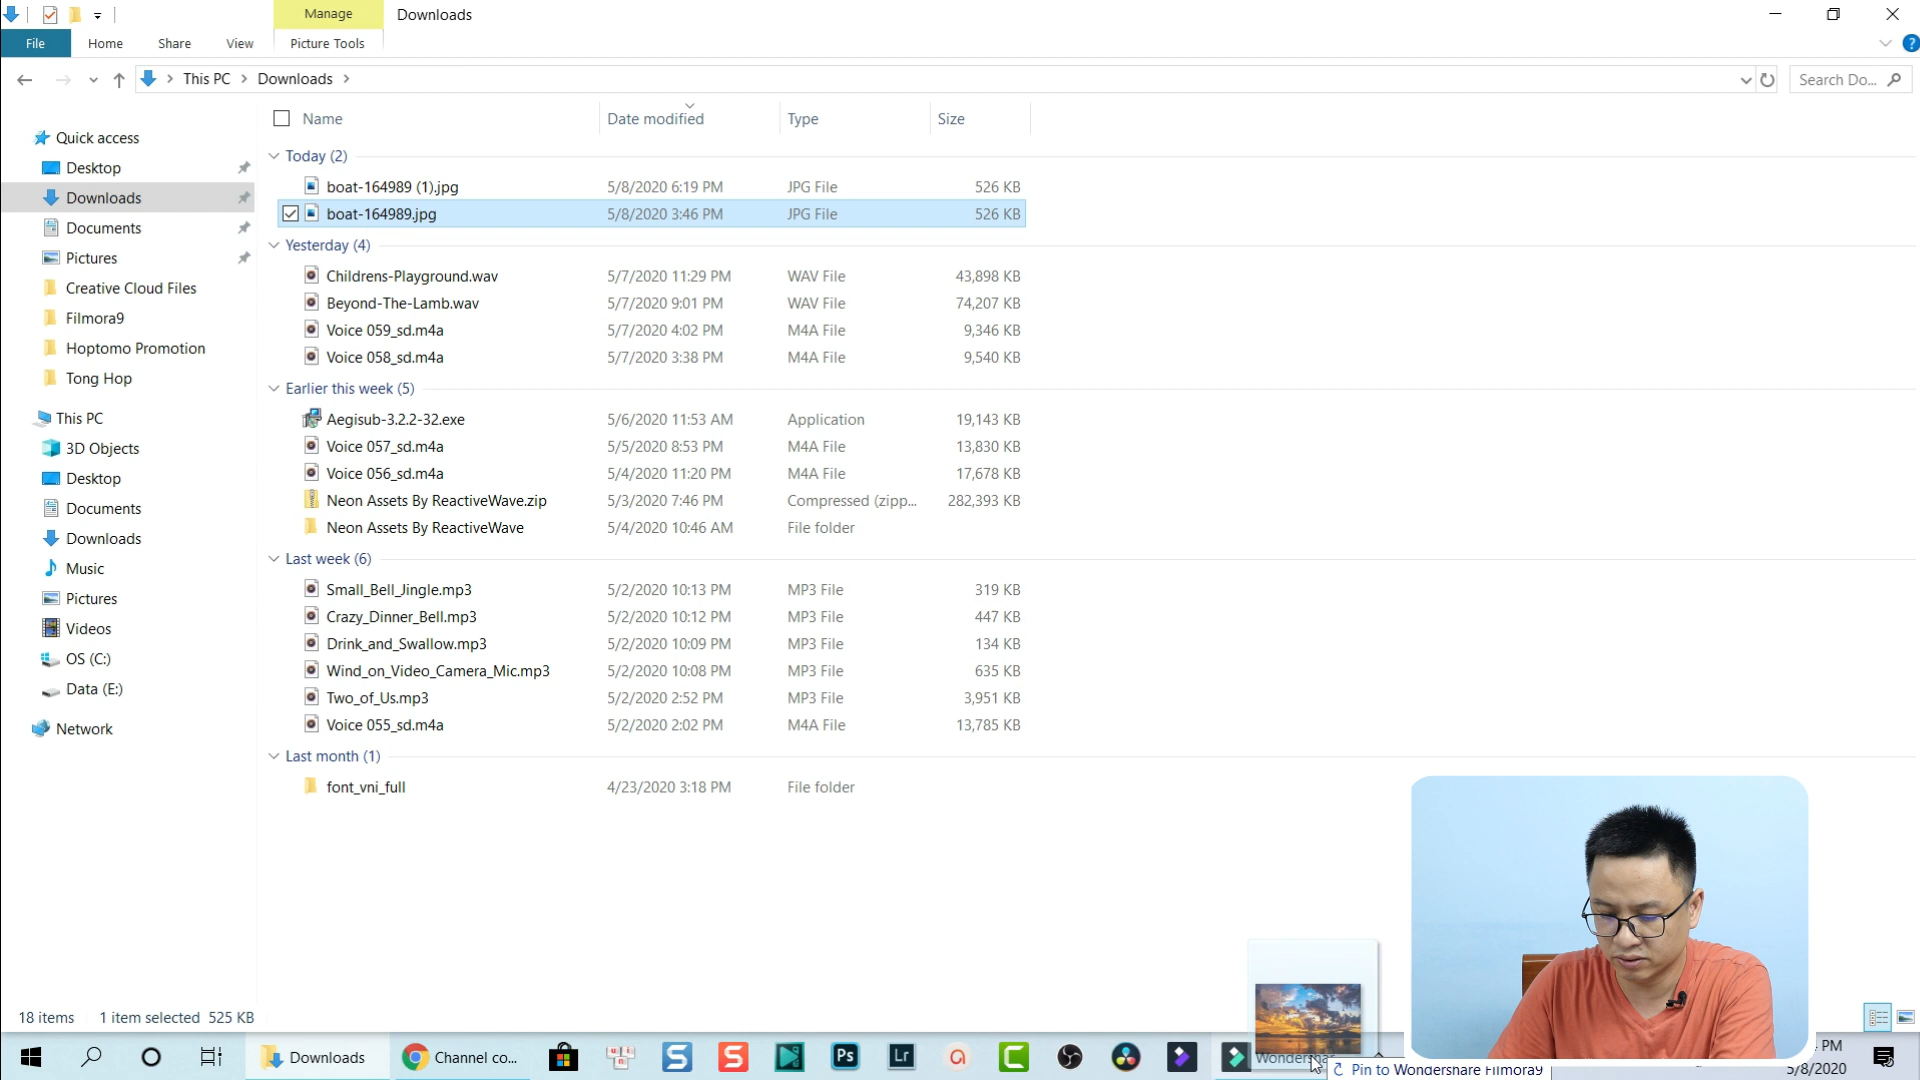 Manage
Downloads
File
Home
Share
View
Picture Tools
?
This PC
Downloads
Search Do...
Name
Date modified
Type
Size
Quick access
Desktop
Downloads
Documents
Pictures
Creative Cloud Files
Filmora9
Hoptomo Promotion
Tong Hop
This PC
3D Objects
Desktop
Documents
Downloads
Music
Pictures
Videos
OS (C:)
Data (E:)
Network
Today (2)
boat-164989 (1).jpg 5/8/2020 6:19 PM JPG File 526 KB
boat-164989.jpg 5/8/2020 3:46 PM JPG File 526 KB
Yesterday (4)
Childrens-Playground.wav 5/7/2020 11:29 PM WAV File 43,898 KB
Beyond-The-Lamb.wav 5/7/2020 9:01 PM WAV File 74,207 KB
Voice 059_sd.m4a 5/7/2020 4:02 PM M4A File 9,346 KB
Voice 058_sd.m4a 5/7/2020 3:38 PM M4A File 9,540 KB
Earlier this week (5)
Aegisub-3.2.2-32.exe 5/6/2020 11:53 AM Application 19,143 KB
Voice 057_sd.m4a 5/5/2020 8:53 PM M4A File 13,830 KB
Voice 056_sd.m4a 5/4/2020 11:20 PM M4A File 17,678 KB
Neon Assets By ReactiveWave.zip 5/3/2020 7:46 PM Compressed (zipp... 282,393 KB
Neon Assets By ReactiveWave 5/4/2020 10:46 AM File folder
Last week (6)
Small_Bell_Jingle.mp3 5/2/2020 10:13 PM MP3 File 319 KB
Crazy_Dinner_Bell.mp3 5/2/2020 10:12 PM MP3 File 447 KB
Drink_and_Swallow.mp3 5/2/2020 10:09 PM MP3 File 134 KB
Wind_on_Video_Camera_Mic.mp3 5/2/2020 10:08 PM MP3 File 635 KB
Two_of_Us.mp3 5/2/2020 2:52 PM MP3 File 3,951 KB
Voice 055_sd.m4a 5/2/2020 2:02 PM M4A File 13,785 KB
Last month (1)
font_vni_full 4/23/2020 3:18 PM File folder
18 items 1 item selected 525 KB
Downloads
Channel co...
S
S
Ps
Lr
a
C
Wondershar
Pin to Wondershare Filmora9
PM
5/8/2020